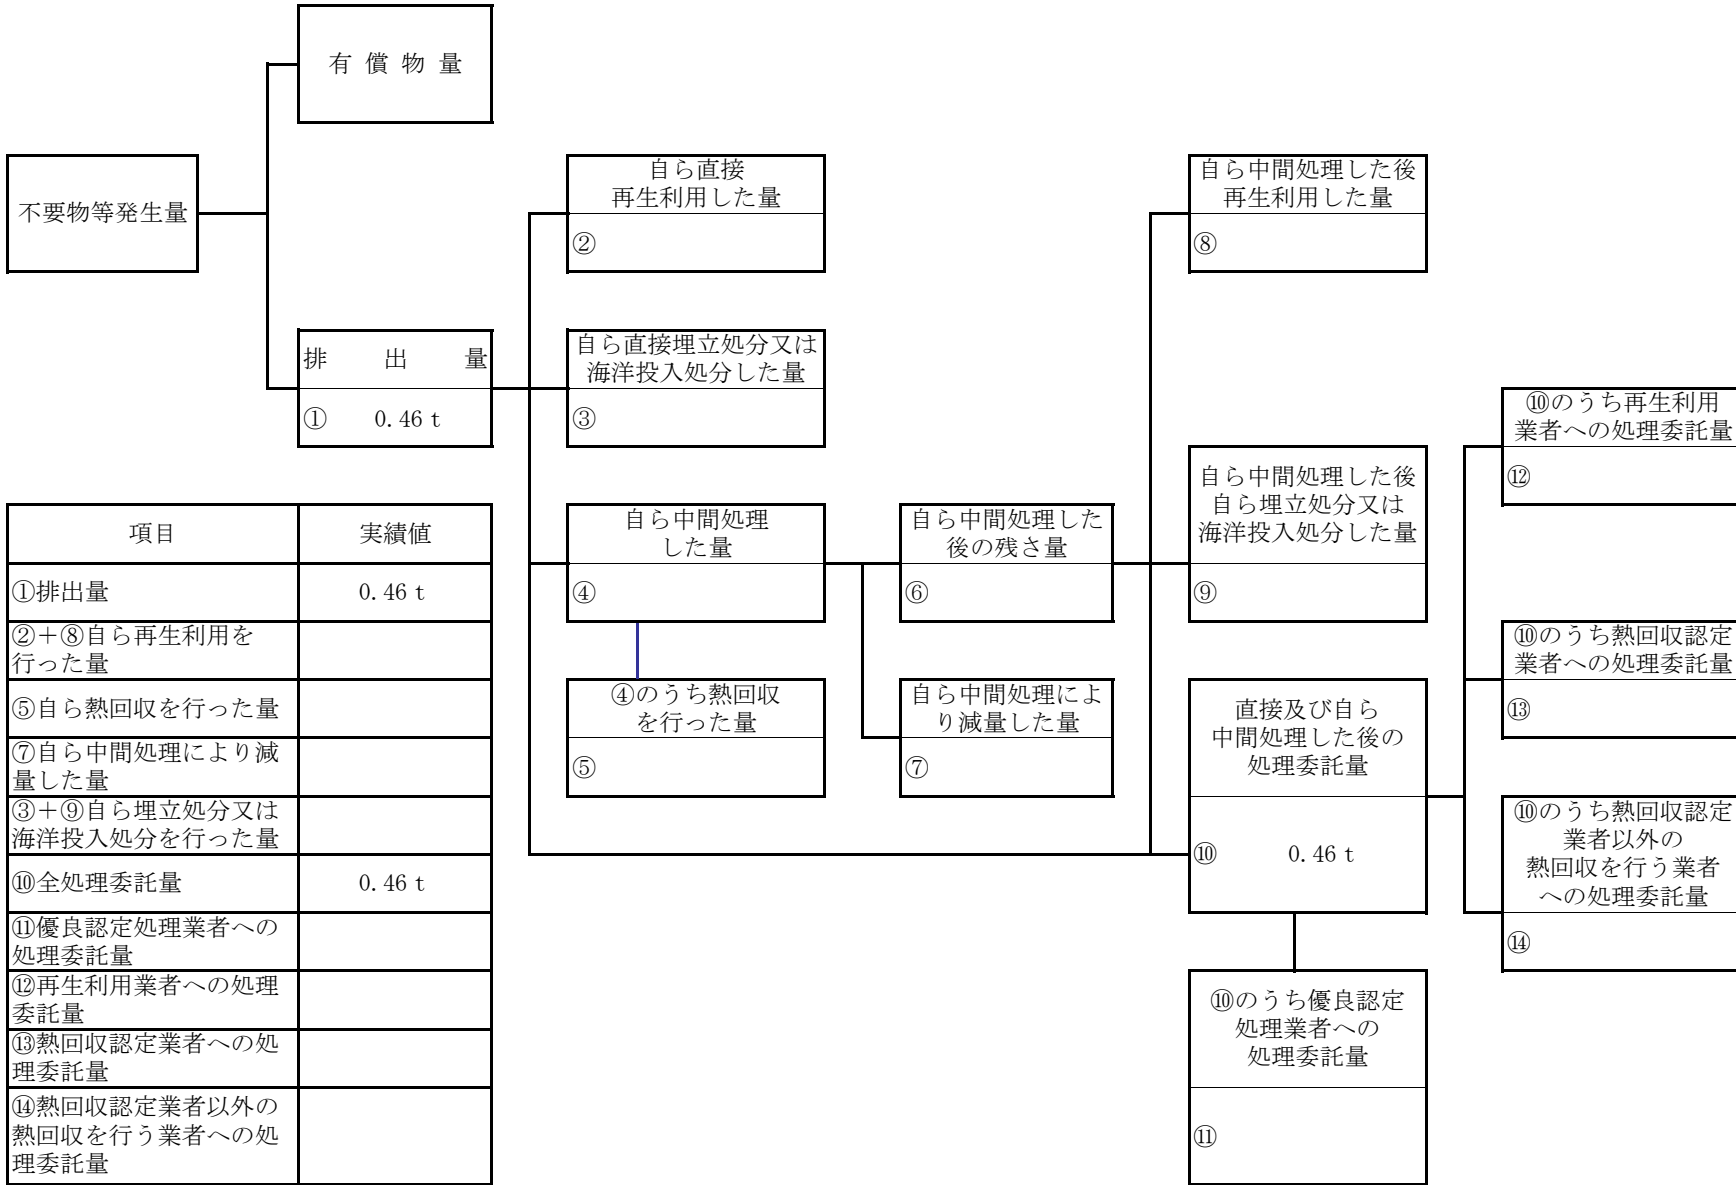 有償物量
不要物等発生量
自ら直接
再生利用した量
②
自ら中間処理した後
再生利用した量
⑧
排出量
① 0.46 t
自ら直接埋立処分又は
海洋投入処分した量
③
⑩のうち再生利用
業者への処理委託量
⑫
自ら中間処理した後
自ら埋立処分又は
海洋投入処分した量
⑨
自ら中間処理
した量
④
自ら中間処理した
後の残さ量
⑥
⑩のうち熱回収認定
業者への処理委託量
⑬
④のうち熱回収
を行った量
⑤
自ら中間処理によ
り減量した量
⑦
直接及び自ら
中間処理した後の
処理委託量
⑩ 0.46 t
⑩のうち熱回収認定
業者以外の
熱回収を行う業者
への処理委託量
⑭
⑩のうち優良認定
処理業者への
処理委託量
⑪
項目 実績値
①排出量 0.46 t
②+⑧自ら再生利用を
行った量
⑤自ら熱回収を行った量
⑦自ら中間処理により減
量した量
③+⑨自ら埋立処分又は
海洋投入処分を行った量
⑩全処理委託量 0.46 t
⑪優良認定処理業者への
処理委託量
⑫再生利用業者への処理
委託量
⑬熱回収認定業者への処
理委託量
⑭熱回収認定業者以外の
熱回収を行う業者への処
理委託量